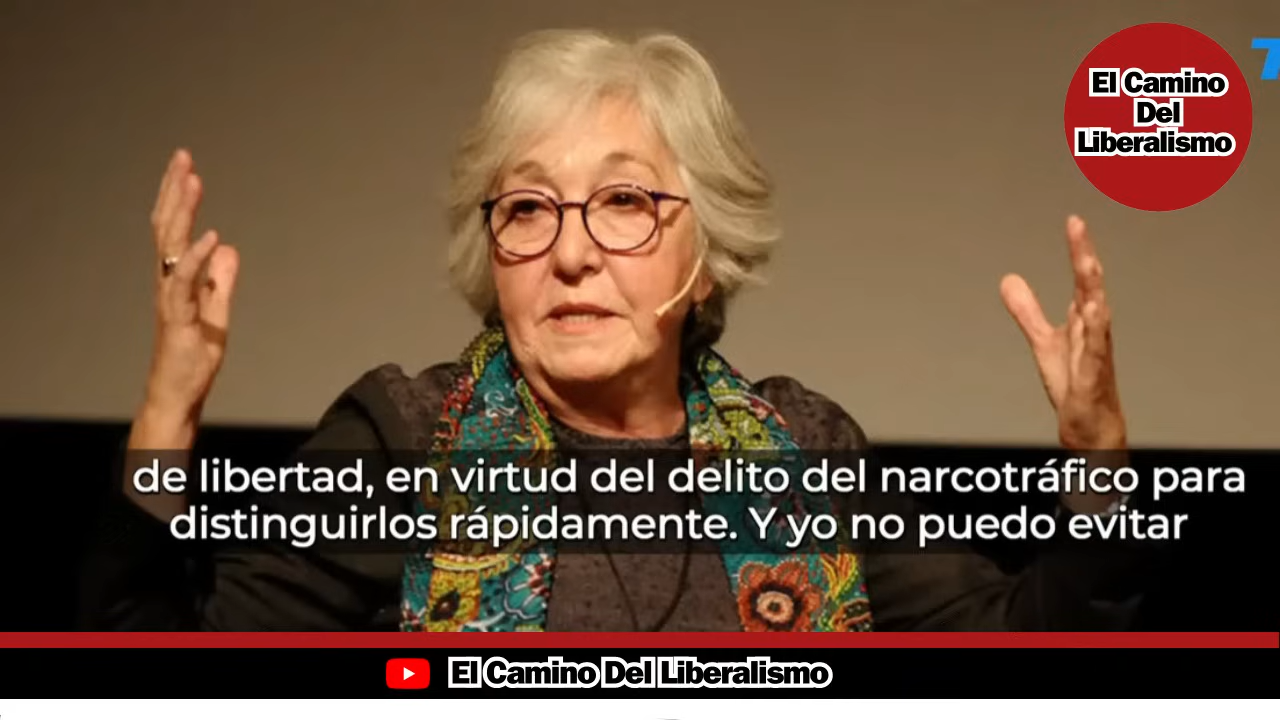 El Camino
Del
Liberalismo
de libertad, en virtud del delito del narcotráfico para
distinguirlos rápidamente. Y yo no puedo evitar
El Camino Del Liberalismo